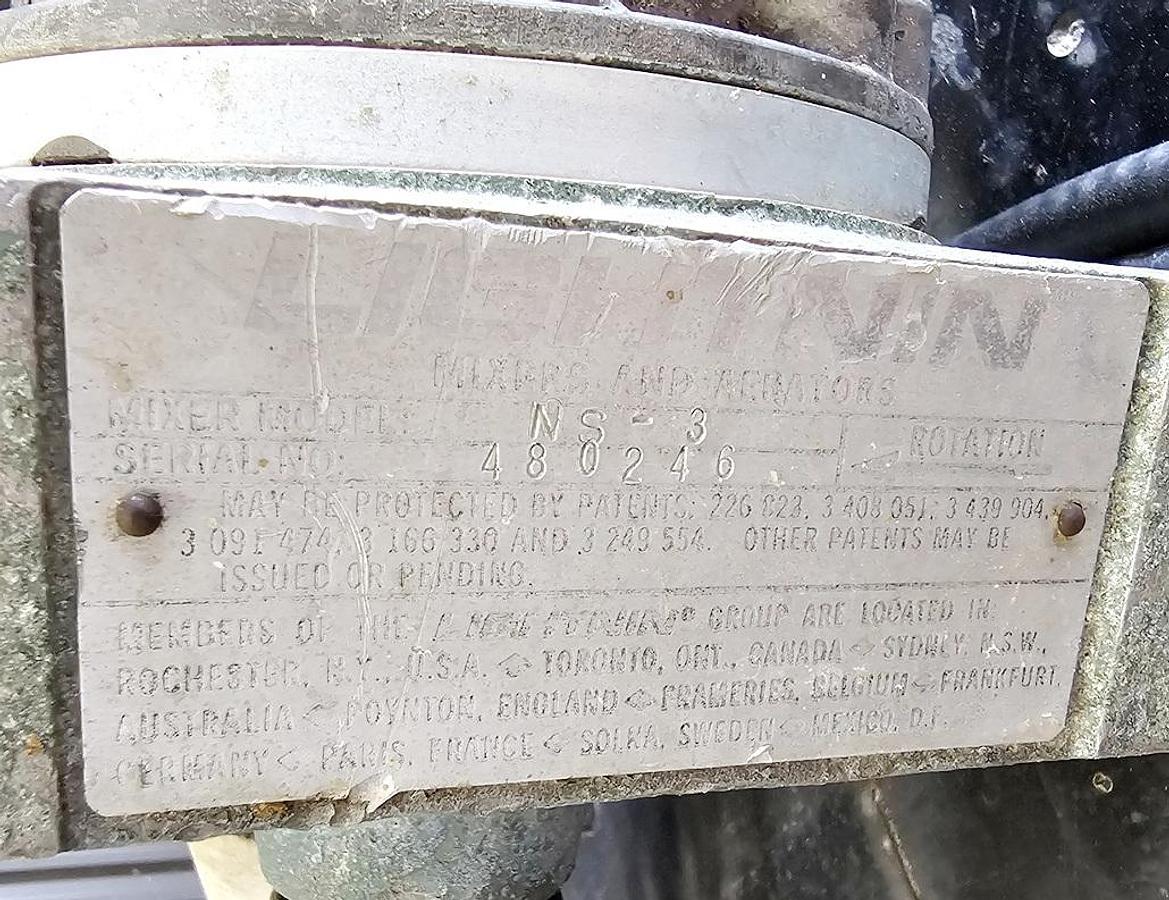 LIGHTNIN
MIXERS AND AERATORS
MIXER MODEL: NS-3
SERIAL NO: 480246 ROTATION
MAY BE PROTECTED BY PATENTS: 226 823, 3 408 051; 3 439 904,
3 091 474, 3 166 330 AND 3 249 554. OTHER PATENTS MAY BE
ISSUED OR PENDING.
MEMBERS OF THE GROUP ARE LOCATED IN:
ROCHESTER, N.Y., U.S.A. TORONTO, ONT., CANADA SYDNEY, N.S.W.,
AUSTRALIA POYNTON, ENGLAND FRAMERIES, BELGIUM FRANKFURT,
GERMANY PARIS, FRANCE SOLNA, SWEDEN MEXICO, D.F.